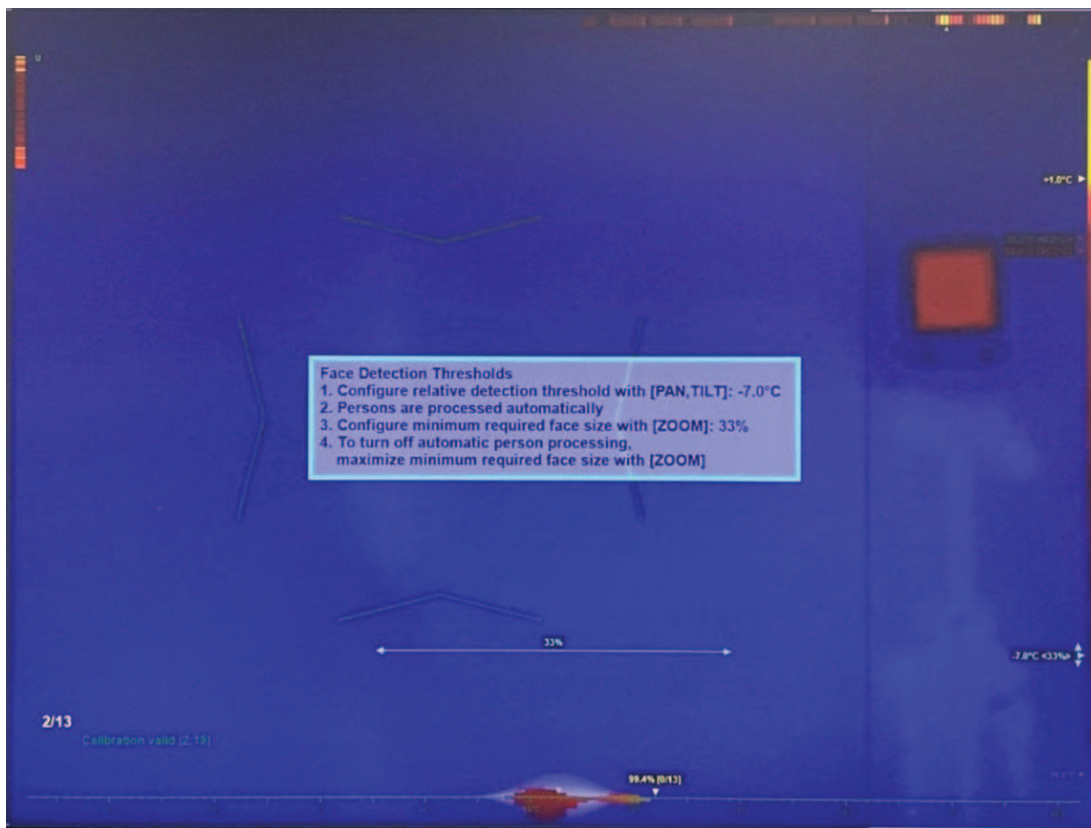 U
+1.0°C
Face Detection Thresholds
1. Configure relative detection threshold with [PAN,TILT]: -7.0°C
2. Persons are processed automatically
3. Configure minimum required face size with [ZOOM]: 33%
4. To turn off automatic person processing,
maximize minimum required face size with [ZOOM]
33%
-7.0°C <33%>
2/13
Calibration valid [2.19]
99.4% [0/13]